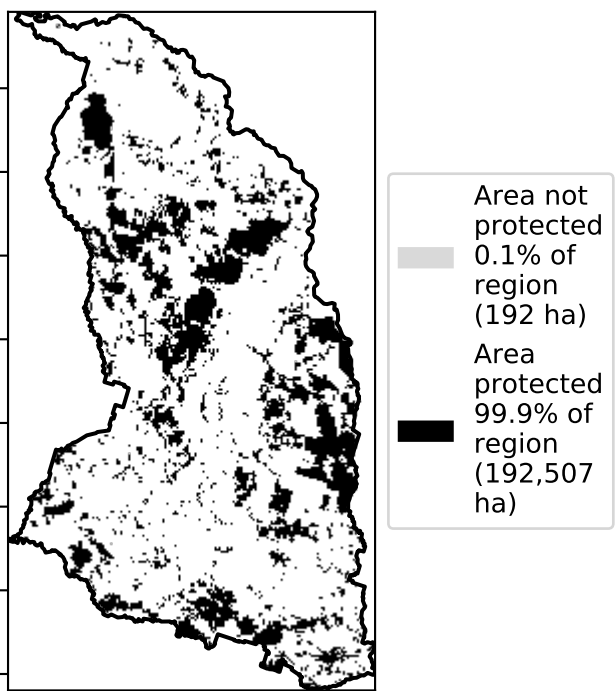 Area not
protected
0.1% of
region
(192 ha)
Area
protected
99.9% of
region
(192,507
ha)